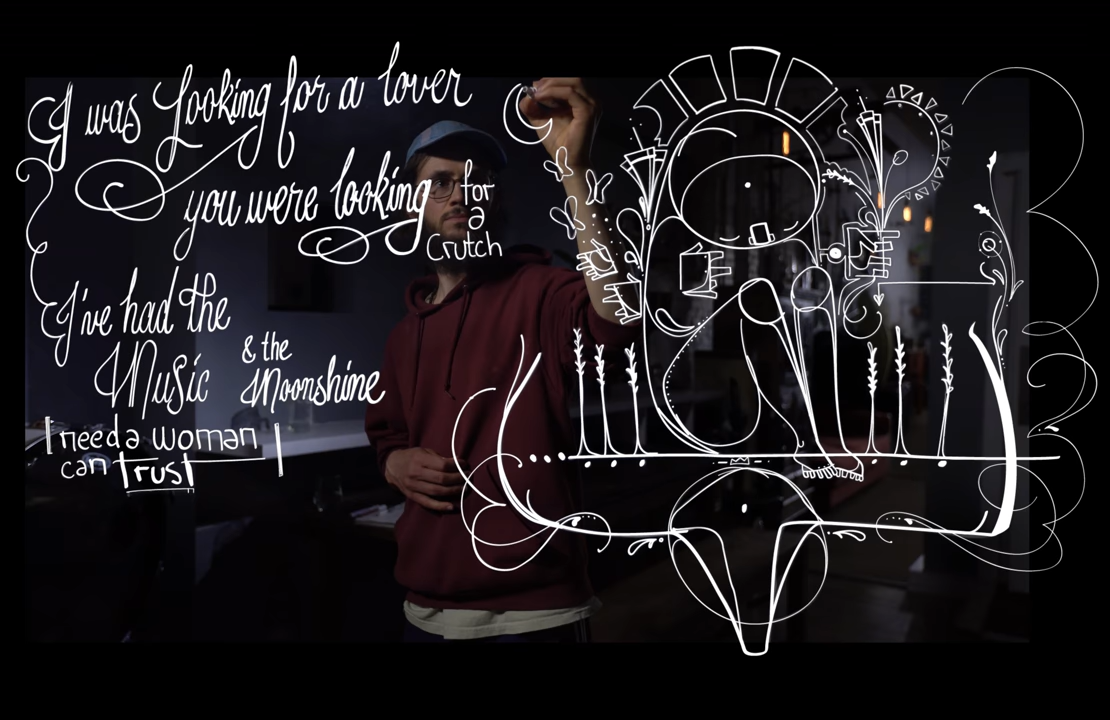 I was Looking for a lover
you were looking for
a
Crutch
I've had the
Music & the
Moonshine
I need a woman
I can trust